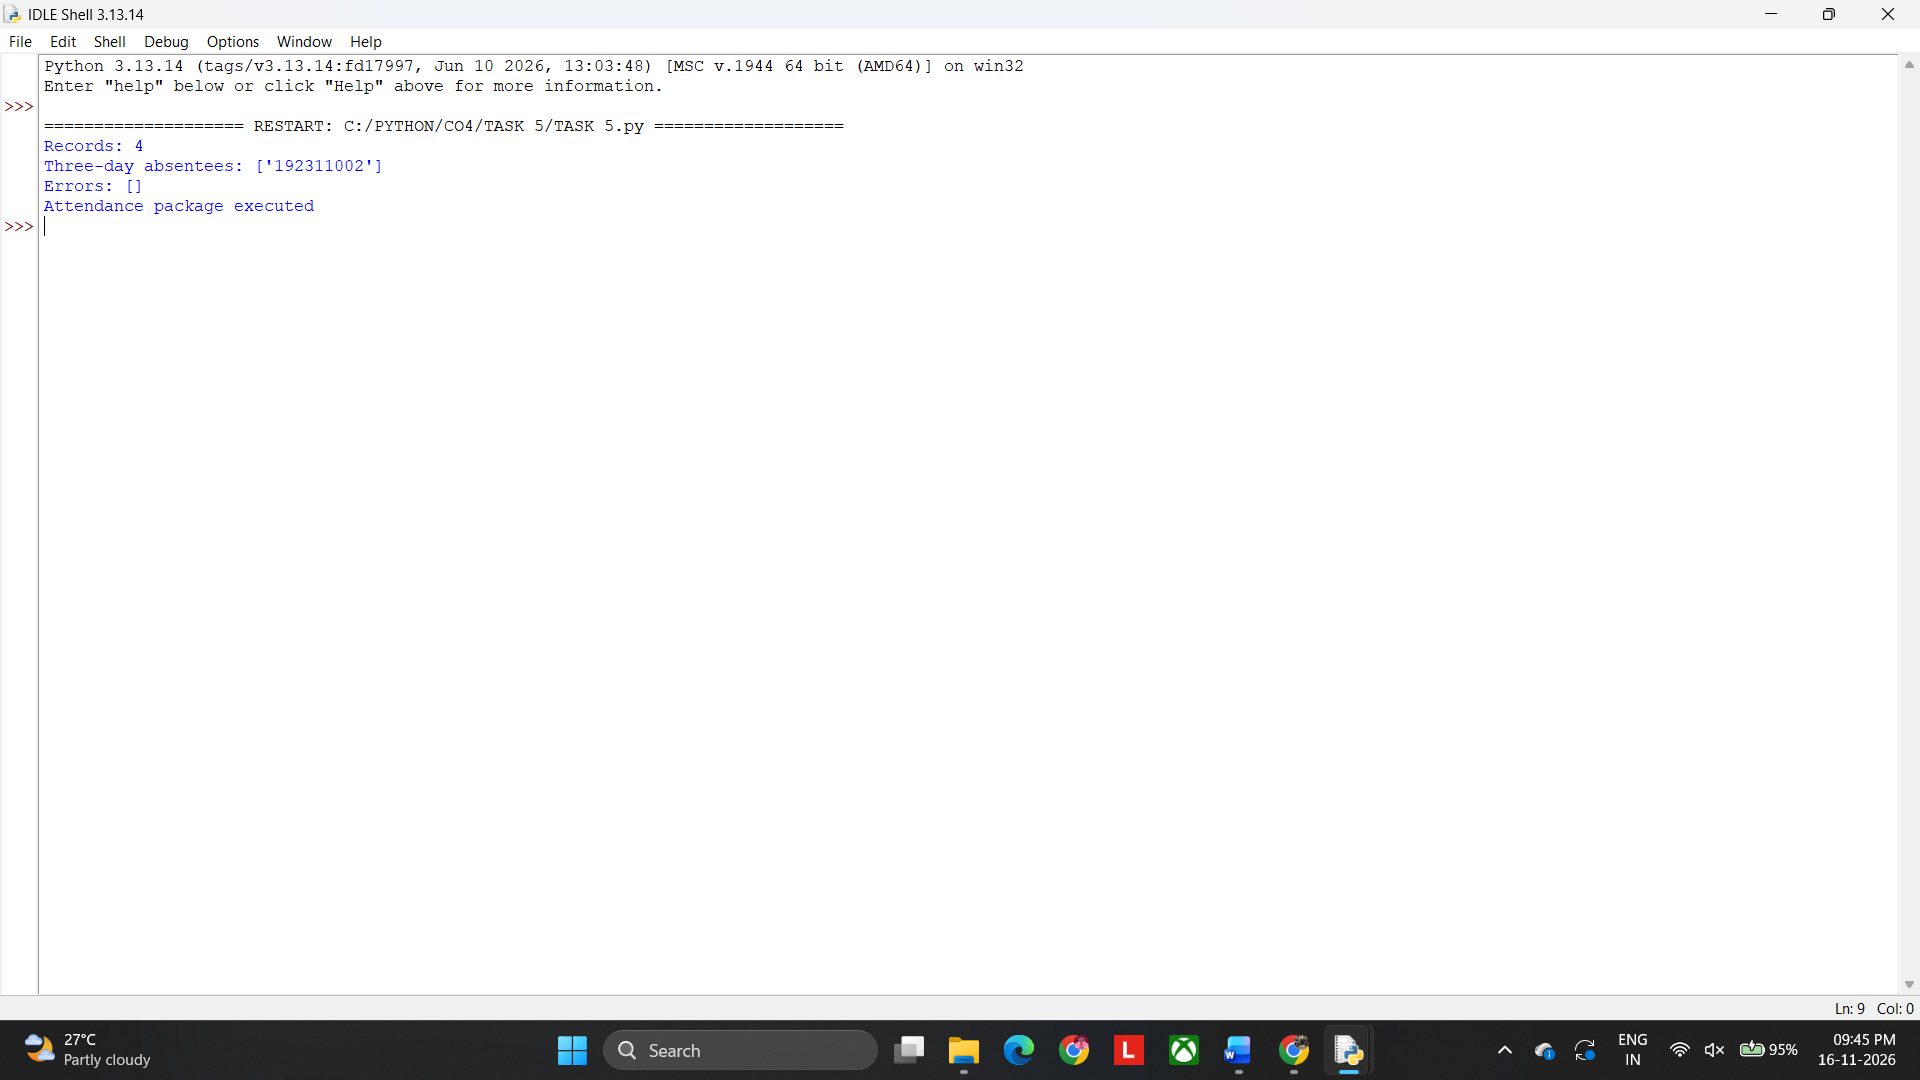 IDLE Shell 3.13.14
File Edit Shell Debug Options Window Help
Python 3.13.14 (tags/v3.13.14:fd17997, Jun 10 2026, 13:03:48) [MSC v.1944 64 bit (AMD64)] on win32
Enter "help" below or click "Help" above for more information.
>>>
==================== RESTART: C:/PYTHON/CO4/TASK 5/TASK 5.py ===================
Records: 4
Three-day absentees: ['192311002']
Errors: []
Attendance package executed
>>>
Ln: 9 Col: 0
27°C
Partly cloudy
Search
L
W
ENG
IN
95%
09:45 PM
16-11-2026